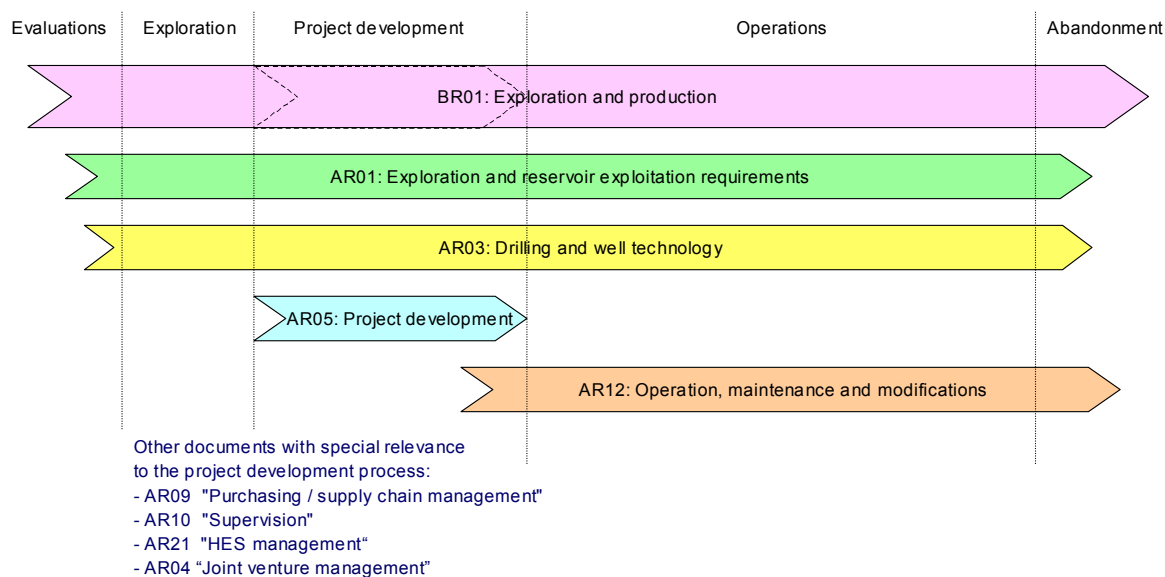 Evaluations Exploration Project development Operations Abandonment
BR01: Exploration and production
AR01: Exploration and reservoir exploitation requirements
AR03: Drilling and well technology
AR05: Project development
AR12: Operation, maintenance and modifications
Other documents with special relevance
to the project development process:
- AR09 "Purchasing / supply chain management"
- AR10 "Supervision"
- AR21 "HES management“
- AR04 “Joint venture management”